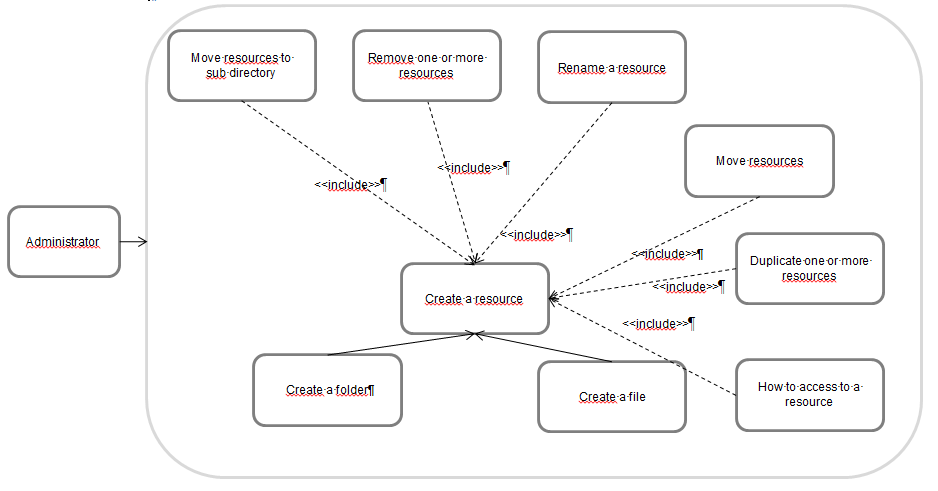 Move resources to
sub directory
Remove one or more
resources
Rename a resource
Move resources
<<include>>¶
<<include>>¶
<<include>>¶
Administrator
<<include>>¶
Duplicate one or more
resources
<<include>>¶
Create a resource
<<include>>¶
Create a folder¶
Create a file
How to access to a
resource